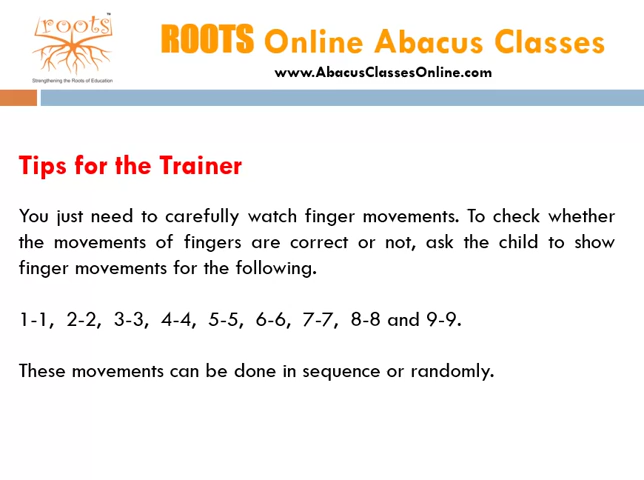 roots™
Strengthening the Roots of Education
ROOTS Online Abacus Classes
www.AbacusClassesOnline.com
Tips for the Trainer
You just need to carefully watch finger movements. To check whether
the movements of fingers are correct or not, ask the child to show
finger movements for the following.
1-1, 2-2, 3-3, 4-4, 5-5, 6-6, 7-7, 8-8 and 9-9.
These movements can be done in sequence or randomly.